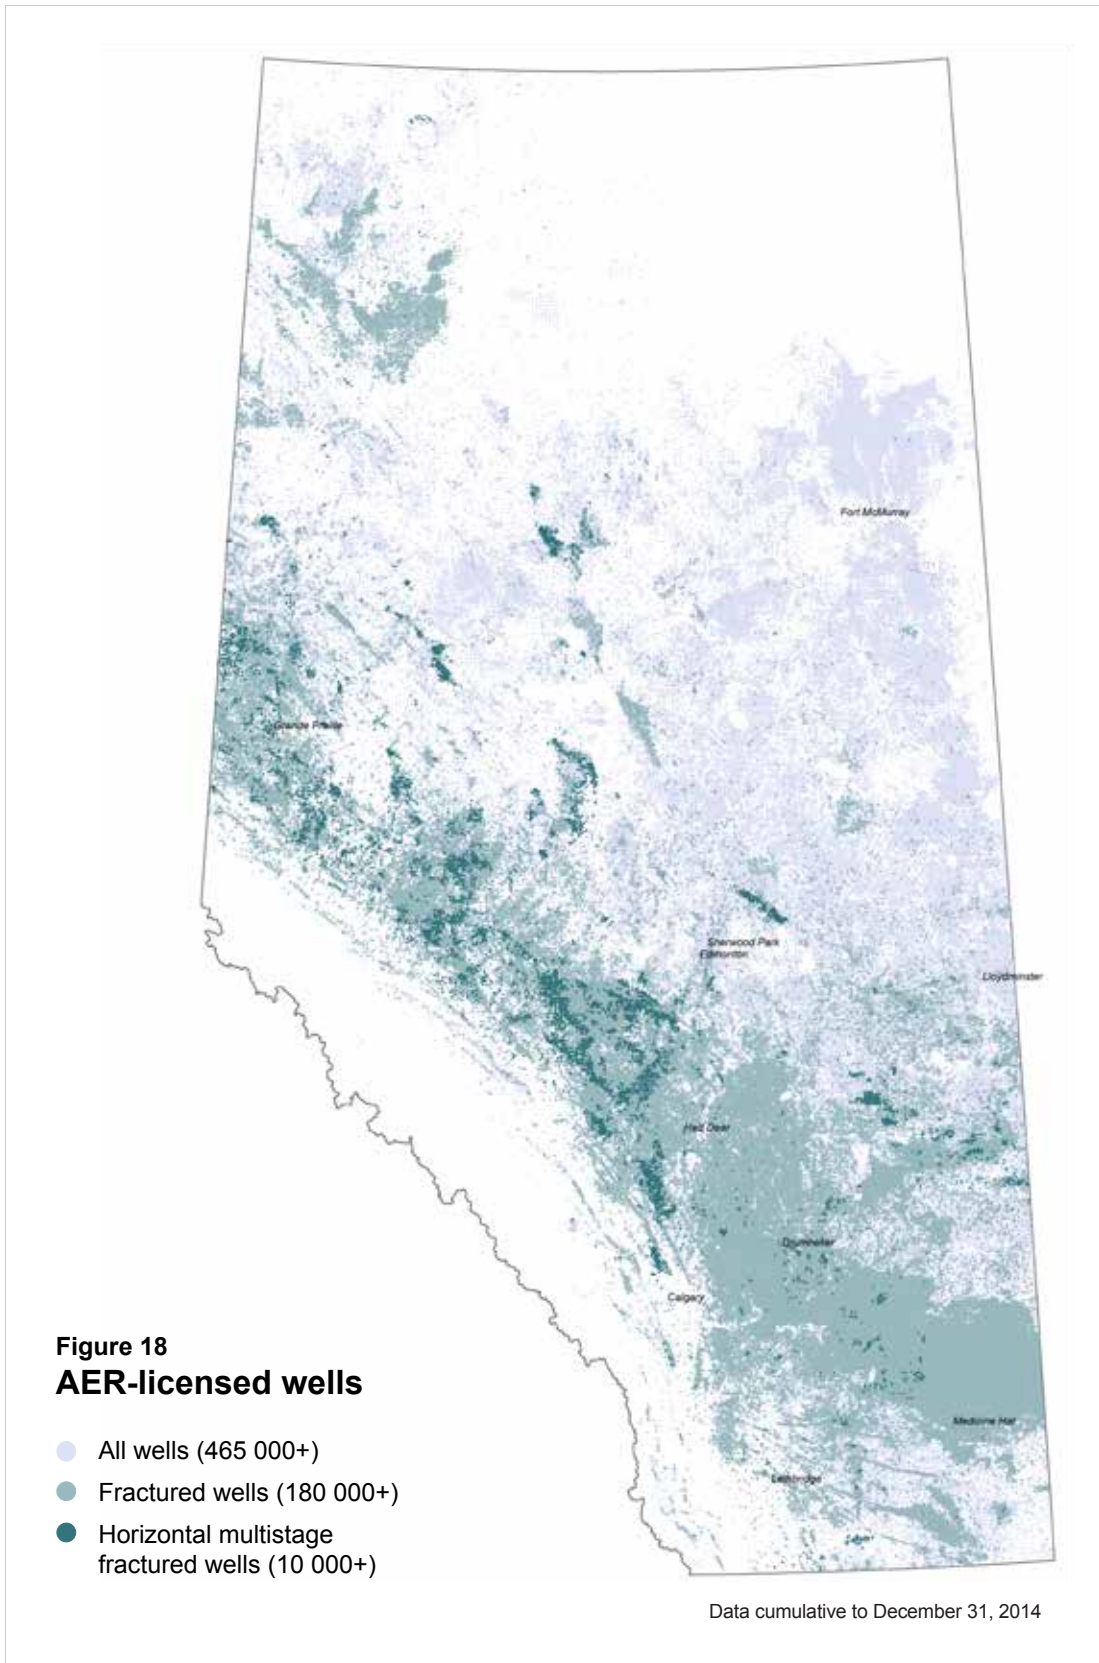 Fort McMurray
Grande Prairie
Sherwood Park
Edmonton
Lloydminster
Red Deer
Drumheller
Calgary
Medicine Hat
Lethbridge
Figure 18
AER-licensed wells
All wells (465 000+)
Fractured wells (180 000+)
Horizontal multistage
fractured wells (10 000+)
Data cumulative to December 31, 2014